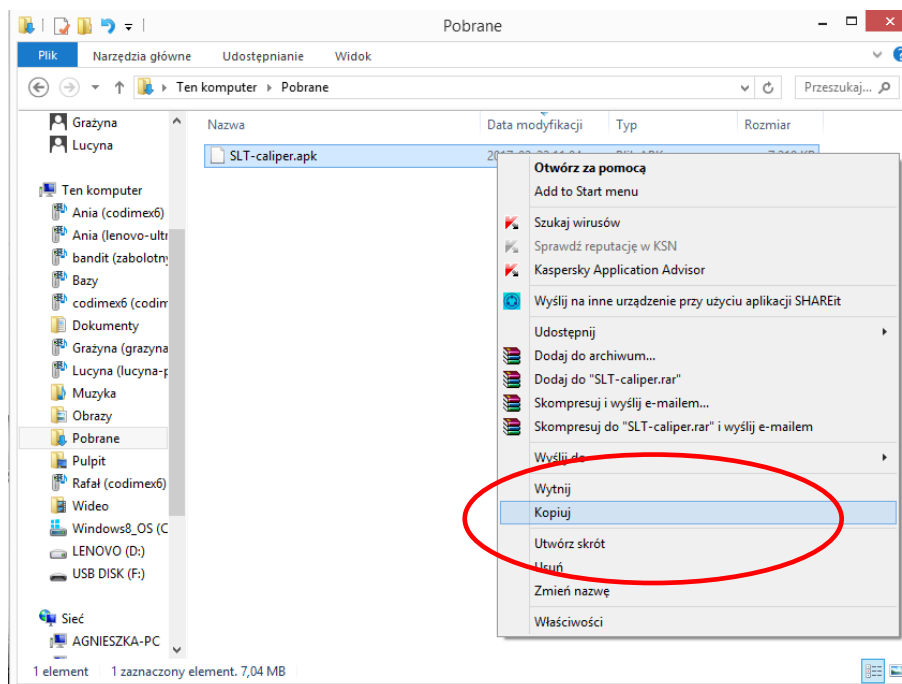 Pobrane
Plik Narzędzia główne Udostępnianie Widok
Ten komputer Pobrane
Przeszukaj...
Grażyna
Lucyna
Ten komputer
Ania (codimex6)
Ania (lenovo-ultr
bandit (zabolotny
Bazy
codimex6 (codim
Dokumenty
Grażyna (grazyna
Lucyna (lucyna-p
Muzyka
Obrazy
Pobrane
Pulpit
Rafał (codimex6)
Wideo
Windows8_OS (C
LENOVO (D:)
USB DISK (F:)
Sieć
AGNIESZKA-PC
Nazwa Data modyfikacji Typ Rozmiar
SLT-caliper.apk
Otwórz za pomocą
Add to Start menu
Szukaj wirusów
Sprawdź reputację w KSN
Kaspersky Application Advisor
Wyślij na inne urządzenie przy użyciu aplikacji SHAREit
Udostępnij
Dodaj do archiwum...
Dodaj do "SLT-caliper.rar"
Skompresuj i wyślij e-mailem...
Skompresuj do "SLT-caliper.rar" i wyślij e-mailem
Wyślij do
Wytnij
Kopiuj
Utwórz skrót
Usuń
Zmień nazwę
Właściwości
1 element 1 zaznaczony element. 7,04 MB